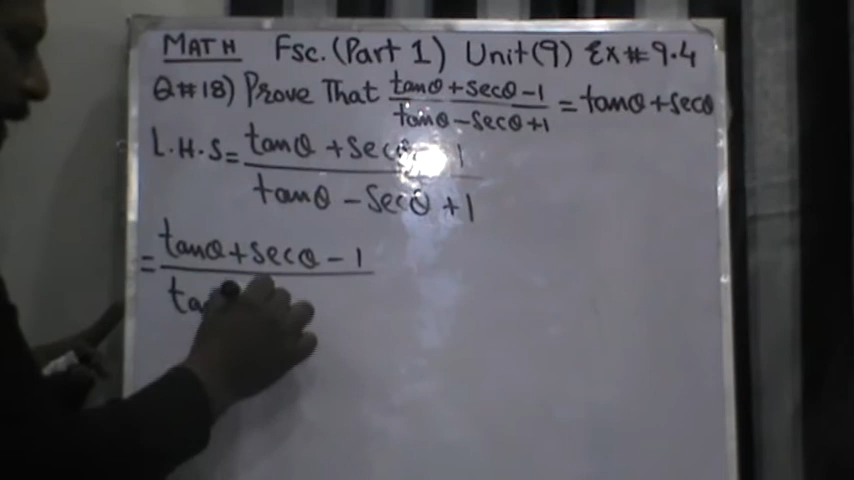 MATH Fsc. (Part 1) Unit (9) Ex # 9.4
Q # 18) Prove That (tanθ + secθ - 1)/(tanθ - secθ + 1) = tanθ + secθ
L.H.S = (tanθ + secθ - 1)/(tanθ - secθ + 1)
= (tanθ + secθ - 1)/(ta